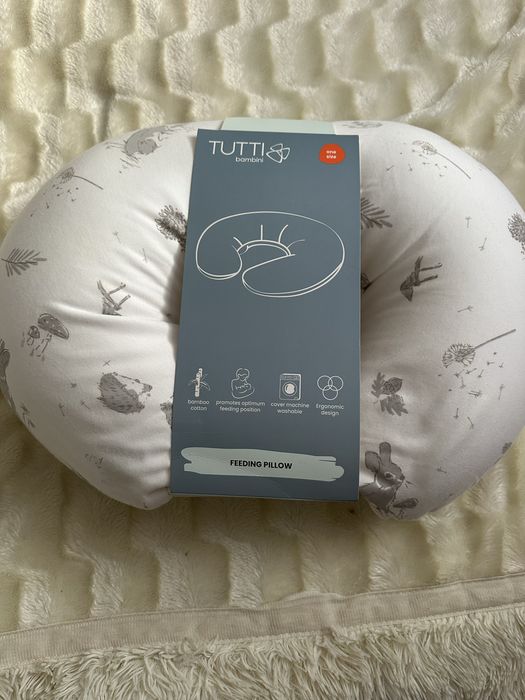 TUTTI
bambini
one
size
bamboo
cotton
promotes optimum
feeding position
cover machine
washable
Ergonomic
design
FEEDING PILLOW